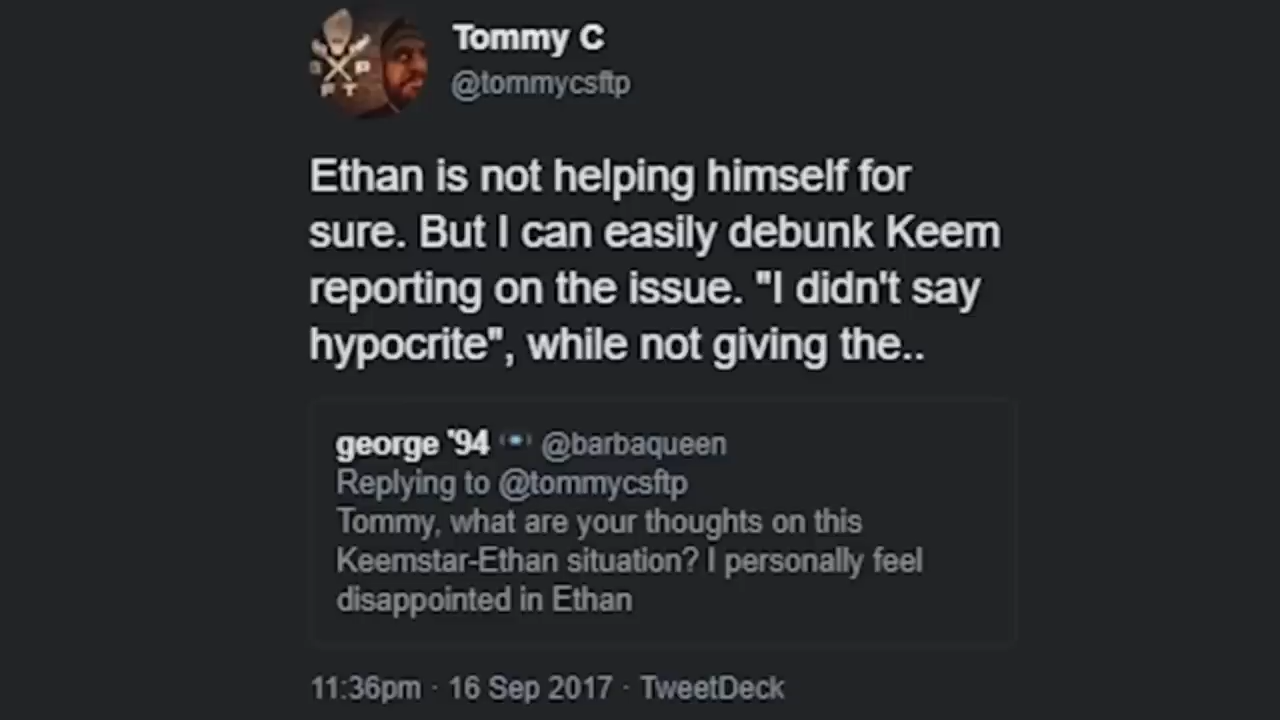 Tommy C
@tommycsftp
Ethan is not helping himself for
sure. But I can easily debunk Keem
reporting on the issue. "I didn't say
hypocrite", while not giving the..
george '94 @barbaqueen
Replying to @tommycsftp
Tommy, what are your thoughts on this
Keemstar-Ethan situation? I personally feel
disappointed in Ethan
11:36pm · 16 Sep 2017 · TweetDeck